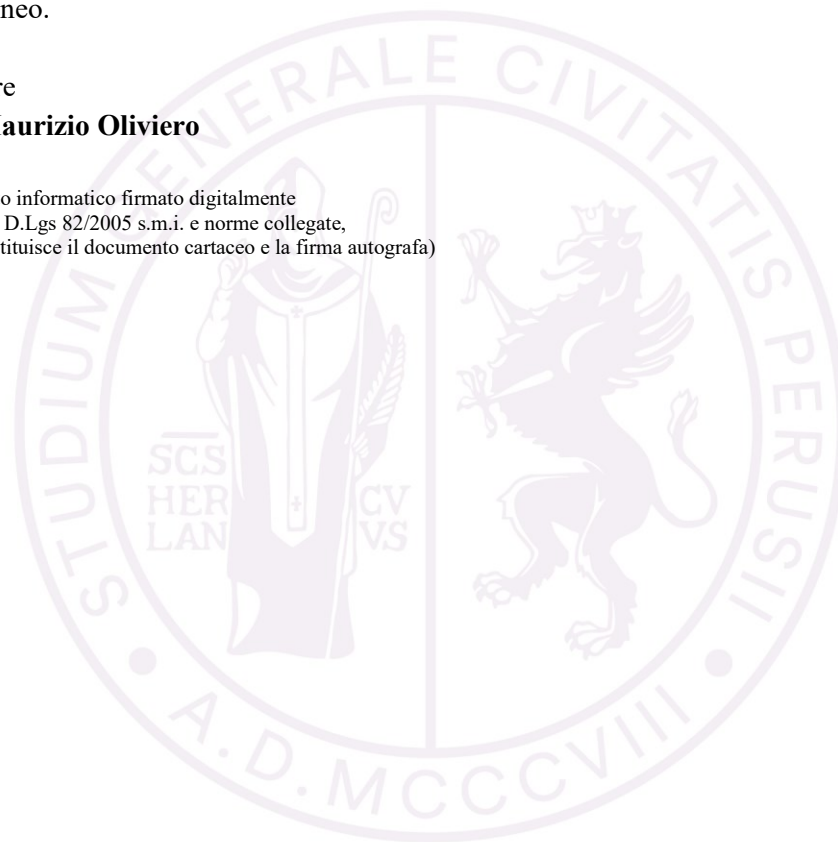 neo.
re
Maurizio Oliviero
o informatico firmato digitalmente
D.Lgs 82/2005 s.m.i. e norme collegate,
tituisce il documento cartaceo e la firma autografa)
STUDIUM GENERALE CIVITATIS PERUSII
SCS
HER
LAN
CV
VS
A.D. MCCCVIII